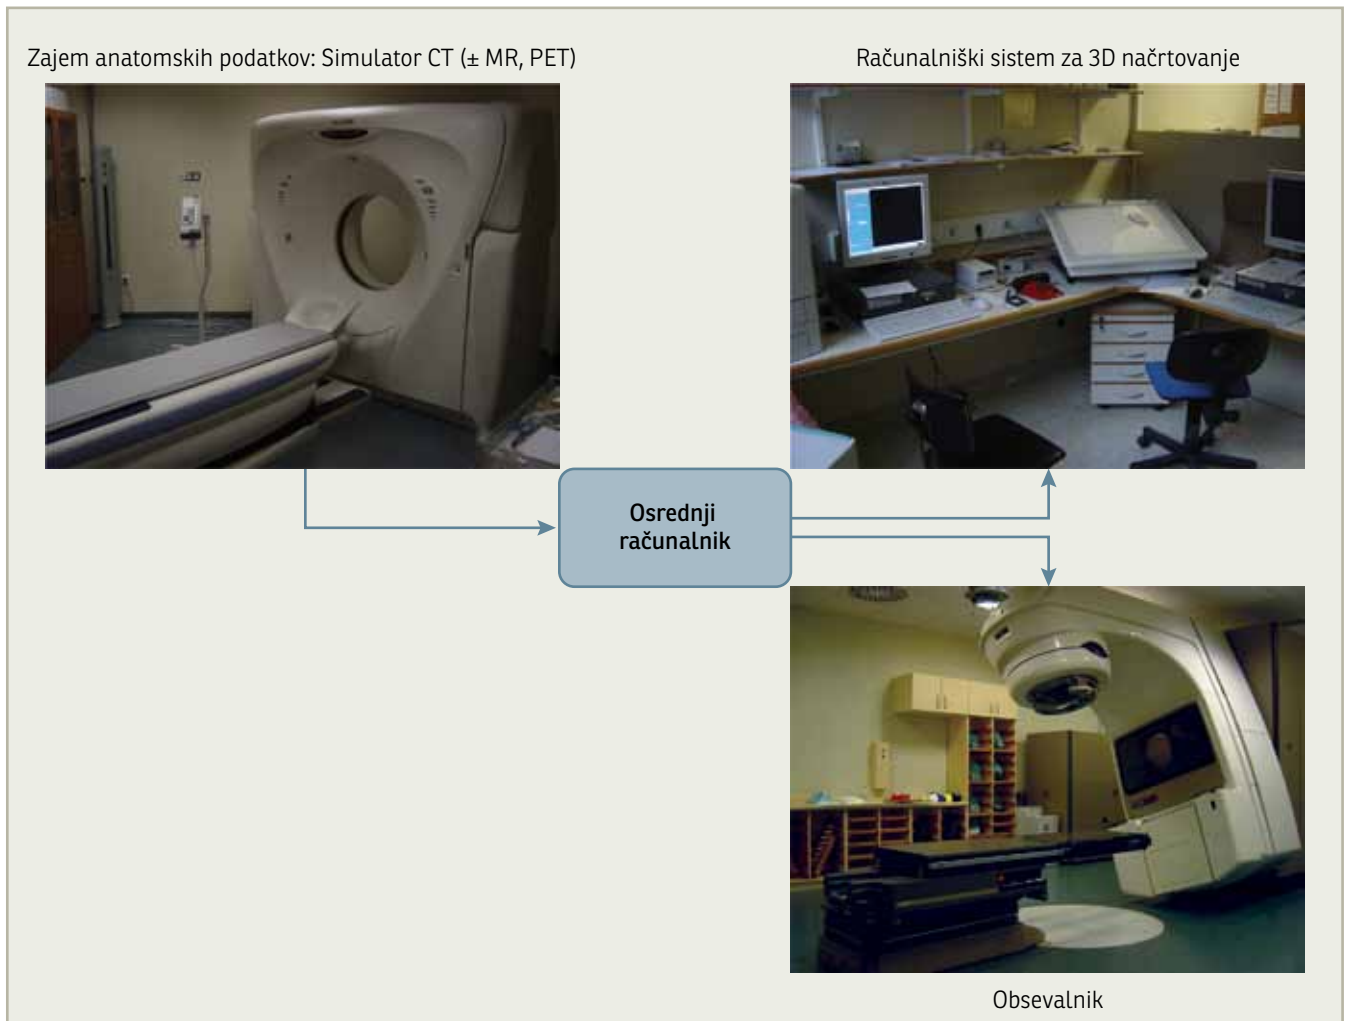 Zajem anatomskih podatkov: Simulator CT (± MR, PET)
Računalniški sistem za 3D načrtovanje
Osrednji
računalnik
Obsevalnik